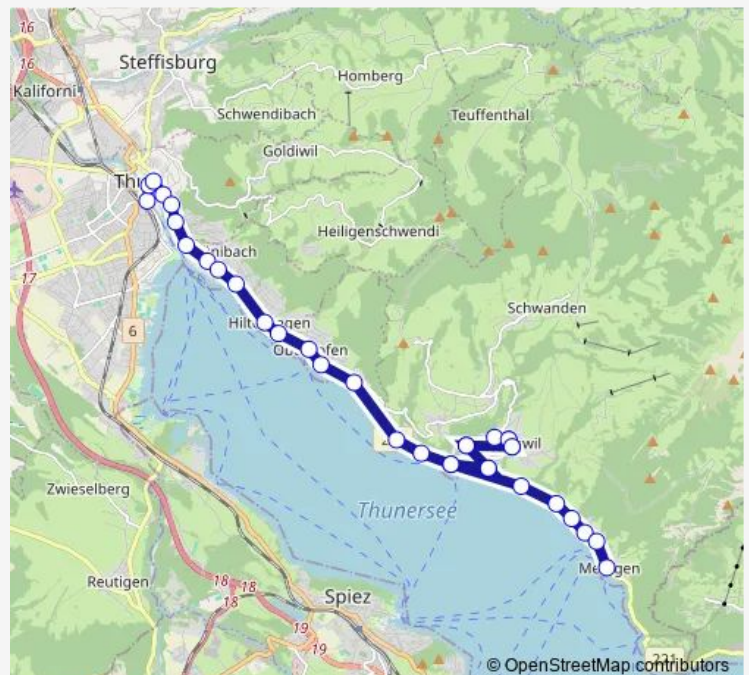 16
16
Steffisburg
Kaliforni
Homberg
Schwendibach
Teuffenthal
Goldiwil
Heiligenschwendi
17
6
Schwanden
Zwieselberg
Thunersee
Reutigen
18
18
18
Spiez
19
19
221
© OpenStreetMap contributors